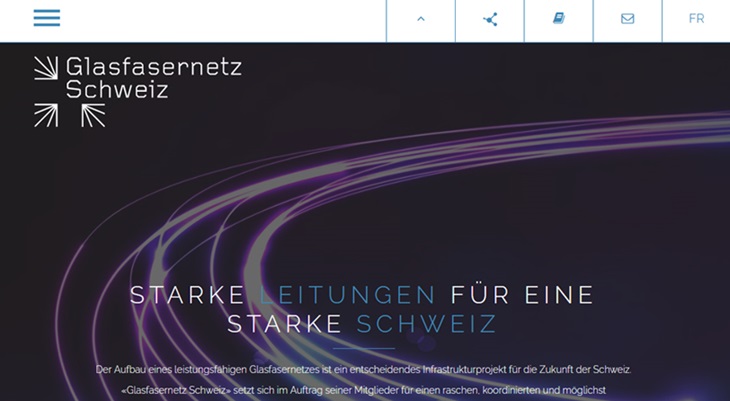 FR
Glasfasernetz
Schweiz
STARKE LEITUNGEN FÜR EINE
STARKE SCHWEIZ
Der Aufbau eines leistungsfähigen Glasfasernetzes ist ein entscheidendes Infrastrukturprojekt für die Zukunft der Schweiz.
«Glasfasernetz Schweiz» setzt sich im Auftrag seiner Mitglieder für einen raschen, koordinierten und möglichst